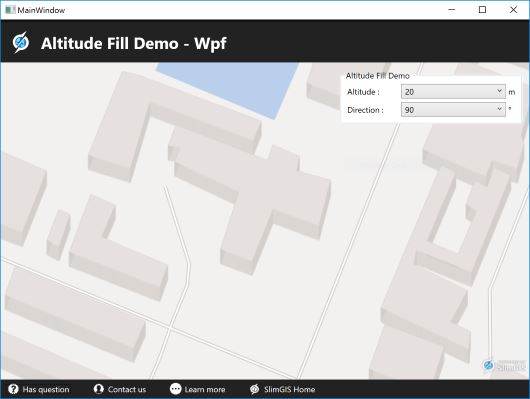 MainWindow
Altitude Fill Demo - Wpf
Altitude Fill Demo
Altitude : 20 m
Direction : 90 °
SlimGIS
Has question Contact us Learn more SlimGIS Home